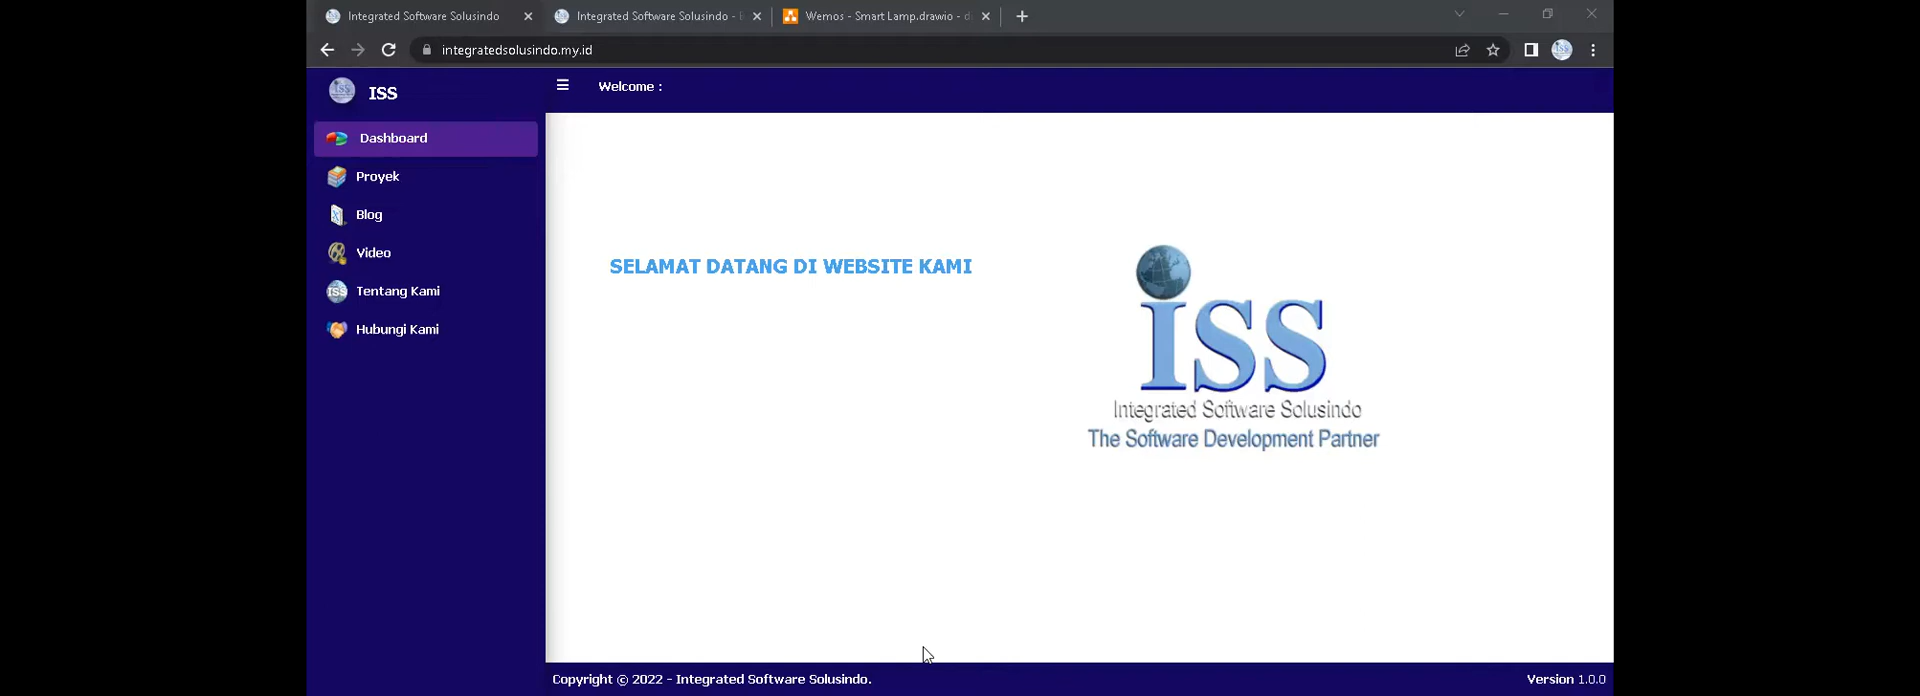 Integrated Software Solusindo
Integrated Software Solusindo -
Wemos - Smart Lamp.drawio - d
integratedsolusindo.my.id
ISS
Welcome :
Dashboard
Proyek
Blog
Video
Tentang Kami
Hubungi Kami
SELAMAT DATANG DI WEBSITE KAMI
iSS
Integrated Software Solusindo
The Software Development Partner
Copyright © 2022 - Integrated Software Solusindo.
Version 1.0.0